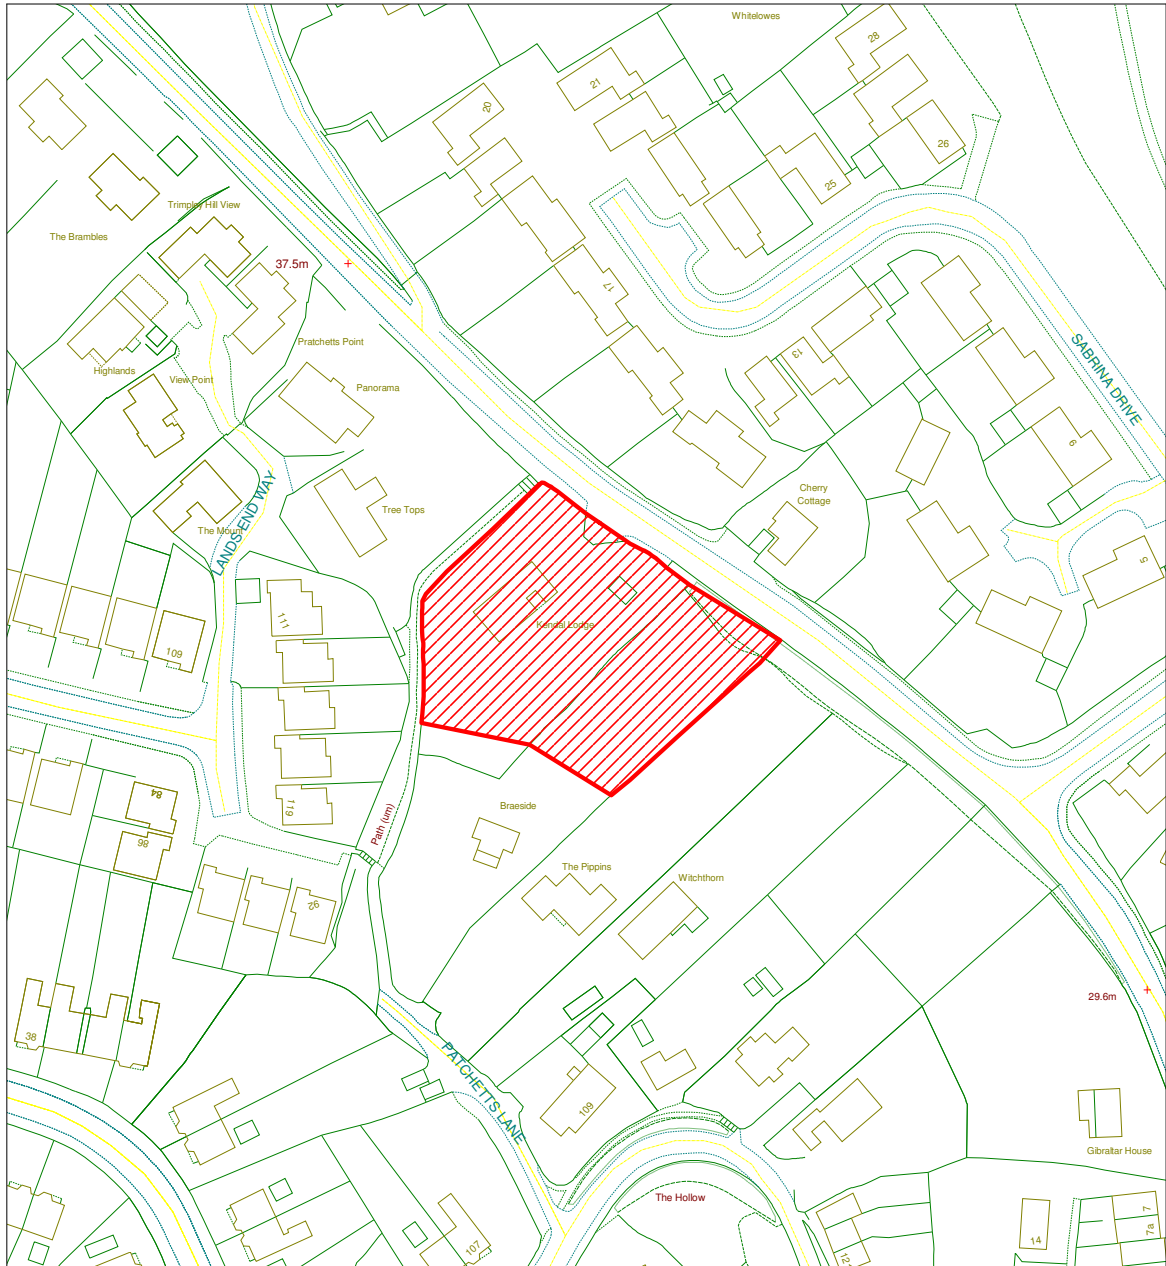 Whitelowes
28
21
20
26
25
Trimpley Hill View
The Brambles
37.5m
17
Pratchetts Point
SABRINA DRIVE
13
Highlands
View Point
Panorama
9
Cherry
Cottage
Tree Tops
The Mount
LANDS END WAY
5
111
Kendal Lodge
109
84
119
Braeside
Path (um)
86
The Pippins
Witchthorn
92
29.6m
38
PATCHETTS LANE
109
Gibraltar House
The Hollow
7
7a
14
107